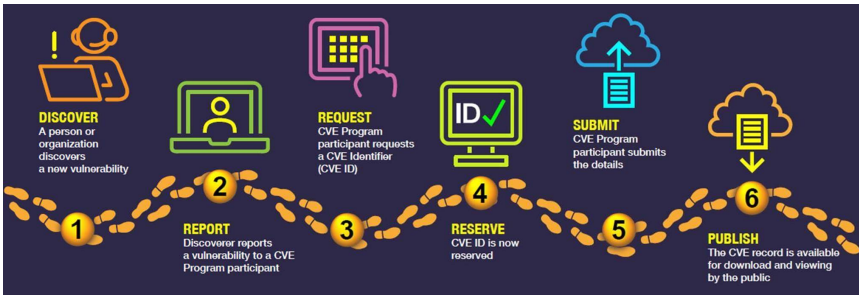 DISCOVER
A person or
organization
discovers
a new vulnerability
1
2
REPORT
Discoverer reports
a vulnerability to a CVE
Program participant
REQUEST
CVE Program
participant requests
a CVE Identifier
(CVE ID)
3
ID
4
RESERVE
CVE ID is now
reserved
SUBMIT
CVE Program
participant submits
the details
5
6
PUBLISH
The CVE record is available
for download and viewing
by the public